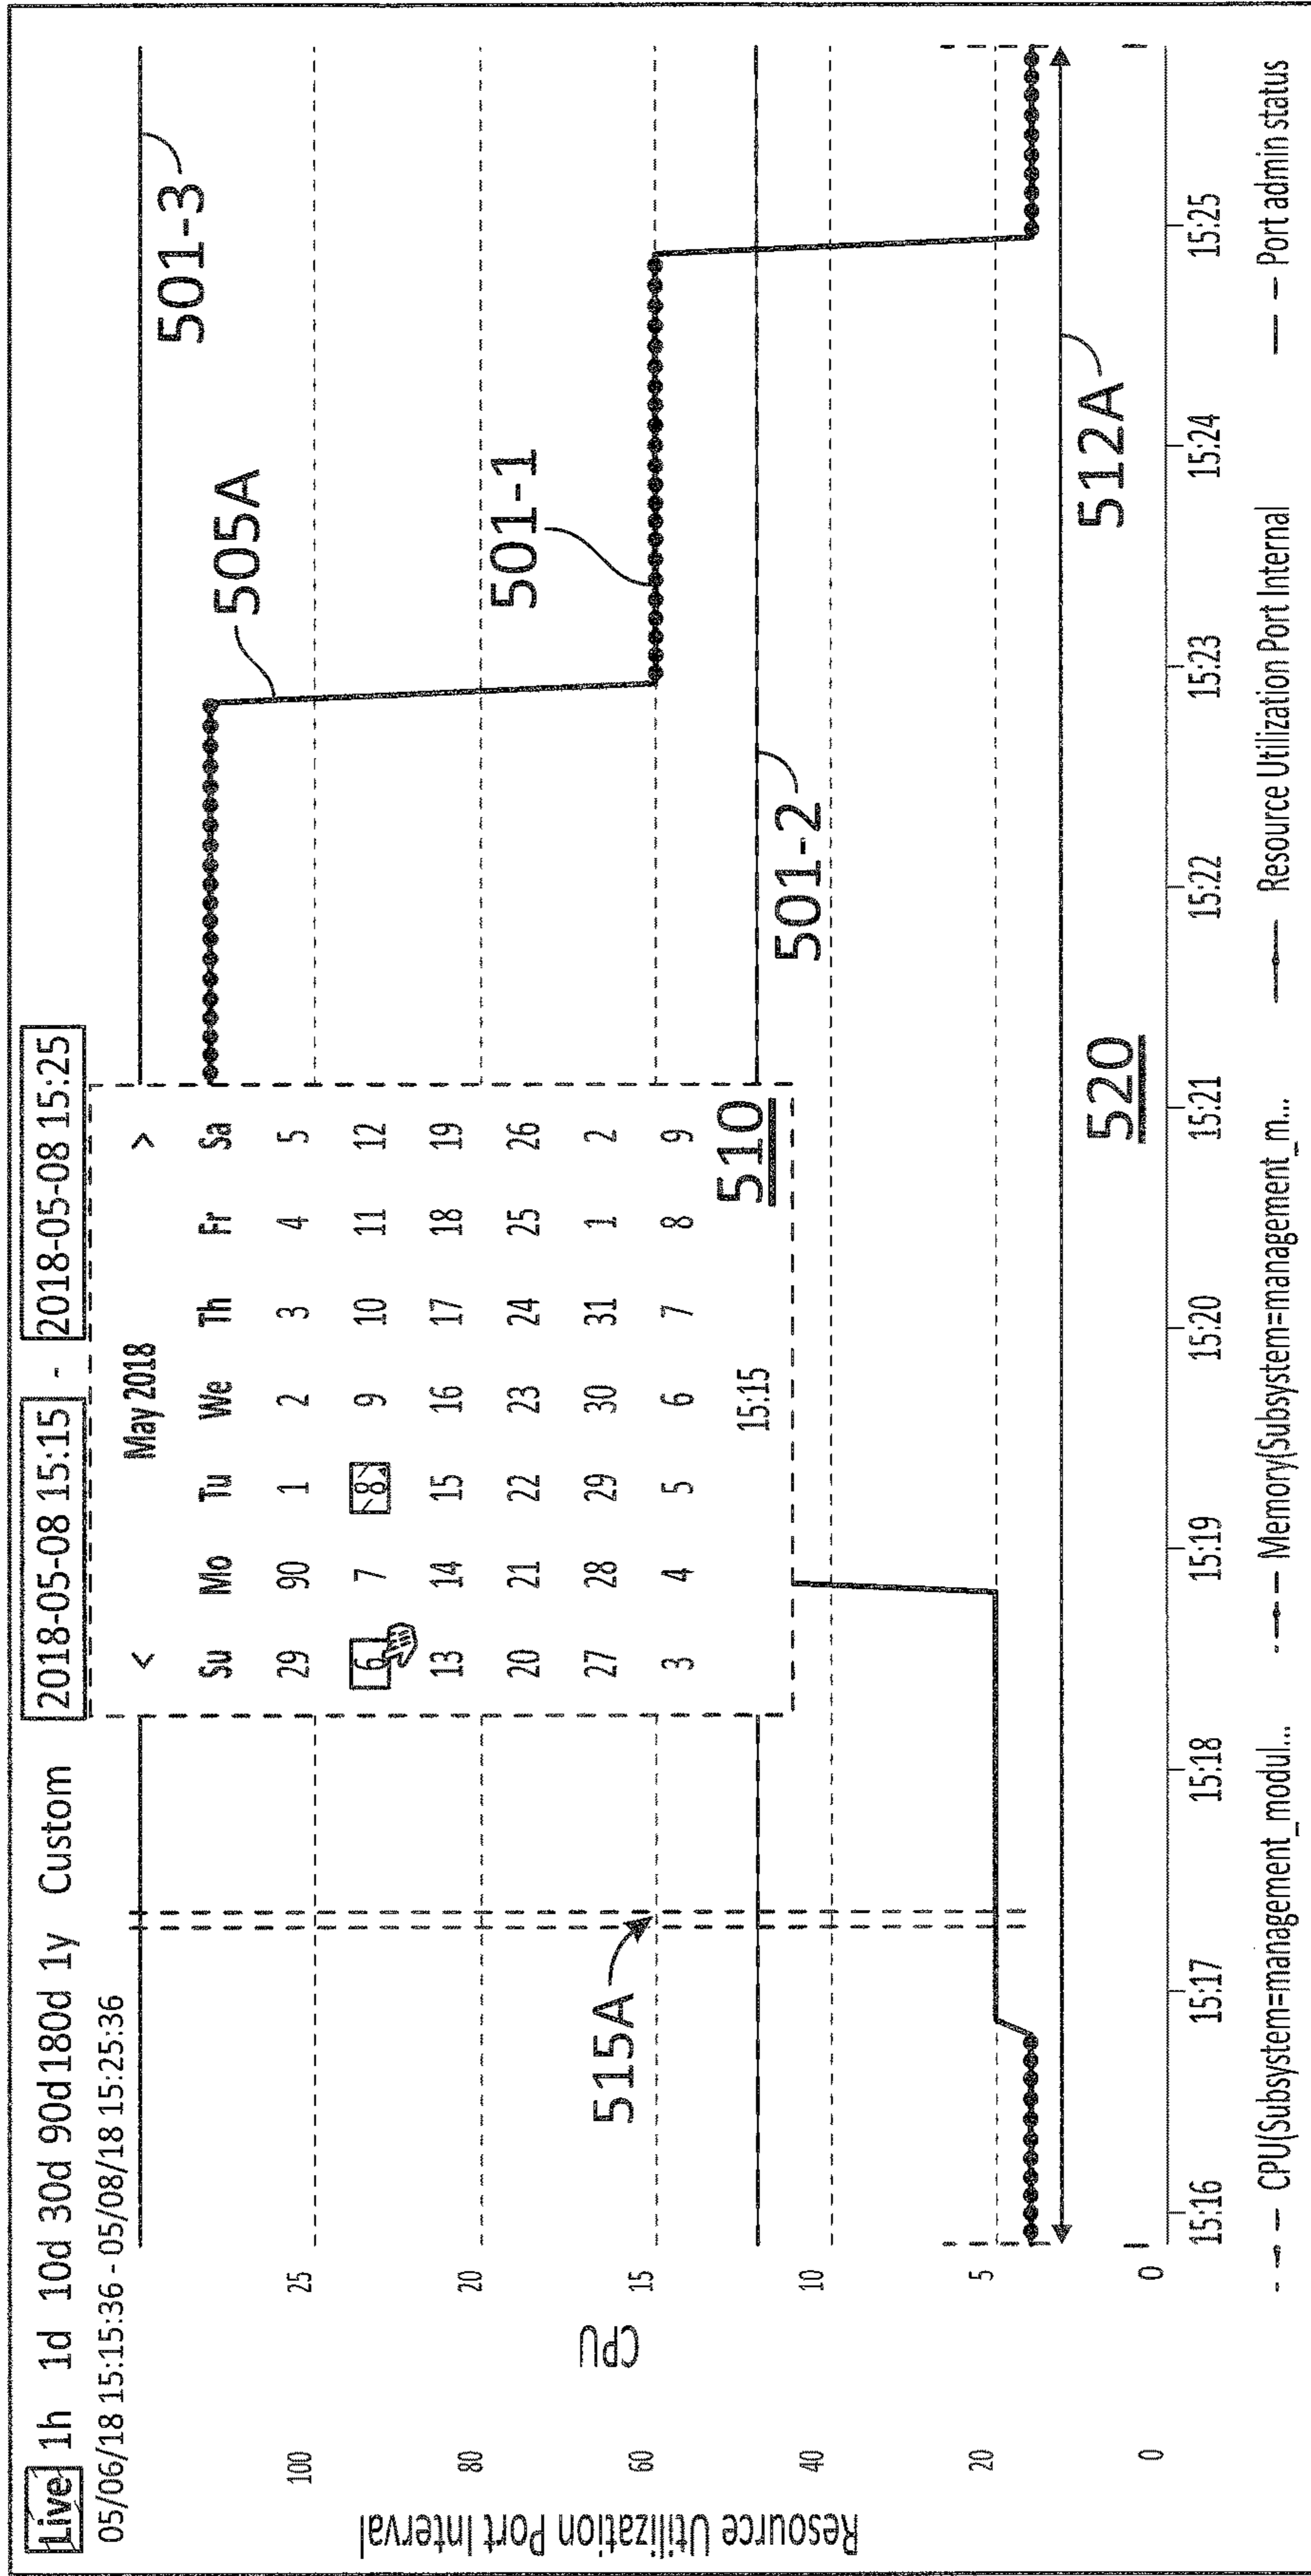 Live 1h 1d 10d 30d 90d 180d 1y Custom 2018-05-08 15:15 - 2018-05-08 15:25
05/06/18 15:15:36 - 05/08/18 15:25:36
< May 2018 >
Su Mo Tu We Th Fr Sa
29 90 1 2 3 4 5
6 7 8 9 10 11 12
13 14 15 16 17 18 19
20 21 22 23 24 25 26
27 28 29 30 31 1 2
3 4 5 6 7 8 9
15:15
510
501-3
505A
501-1
501-2
515A
512A
520
Resource Utilization Port Interval
100
80
60
40
20
0
CPU
25
20
15
10
5
0
15:16 15:17 15:18 15:19 15:20 15:21 15:22 15:23 15:24 15:25
CPU(Subsystem=management_modul... Memory(Subsystem=management_m... Resource Utilization Port Internal Port admin status